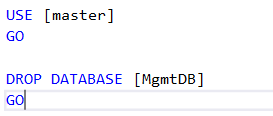 USE [master]
GO
DROP DATABASE [MgmtDB]
GO